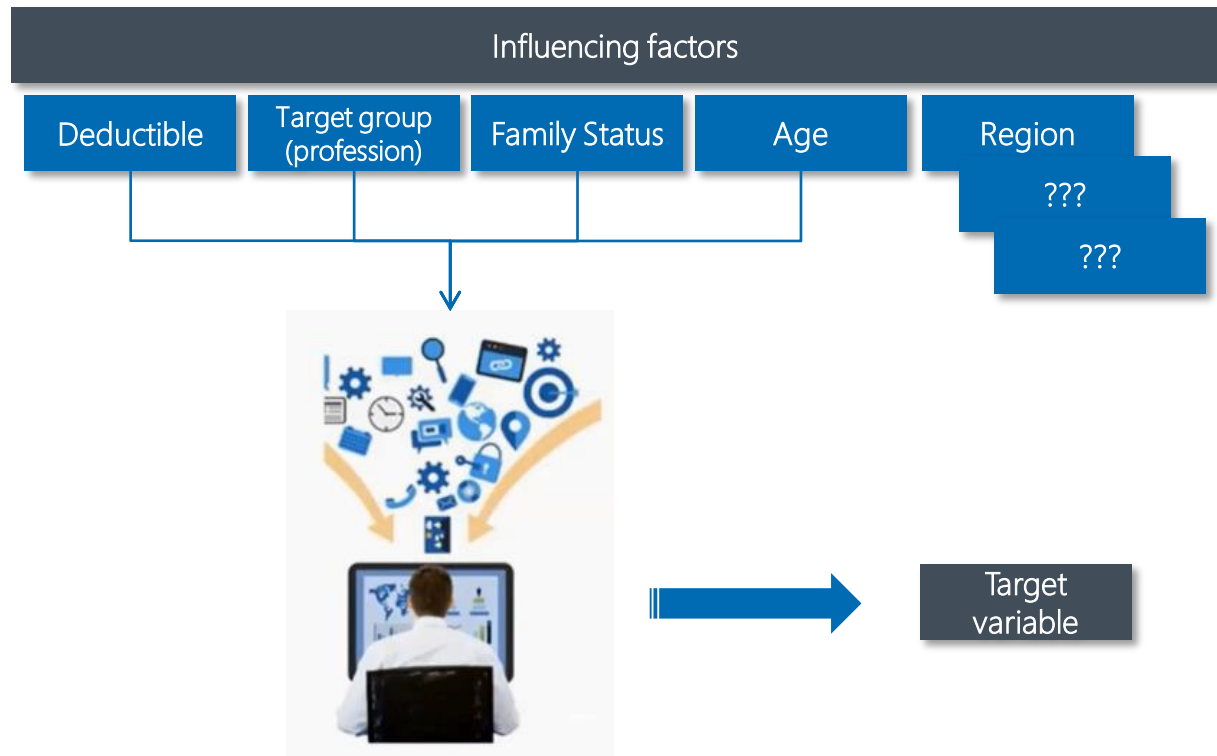 Influencing factors
Deductible
Target group
(profession)
Family Status
Age
Region
???
???
Target
variable